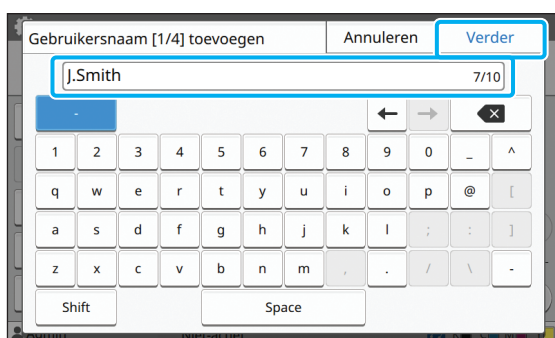 Gebruikersnaam [1/4] toevoegen Annuleren Verder
J.Smith 7/10
- ← →
1 2 3 4 5 6 7 8 9 0 _ ^
q w e r t y u i o p @ [
a s d f g h j k l ; : ]
z x c v b n m , . / \ -
Shift Space
Admin